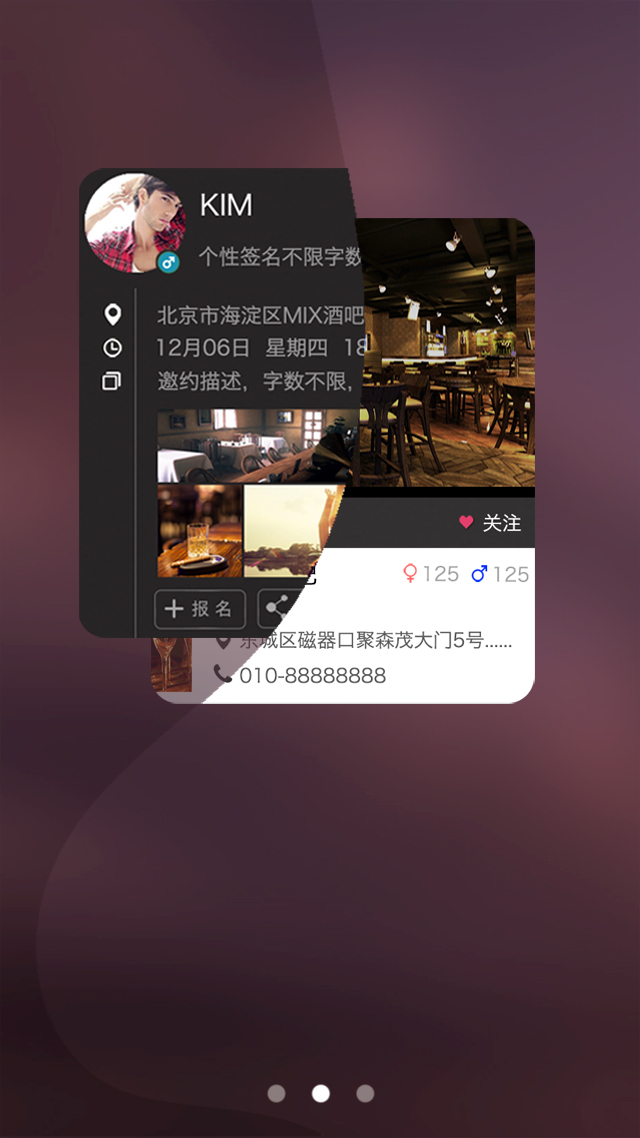 KIM
个性签名不限字数
北京市海淀区MIX酒吧
12月06日 星期四 18
邀约描述，字数不限，
关注
125 125
报名
东城区磁器口聚森茂大门5号......
010-88888888